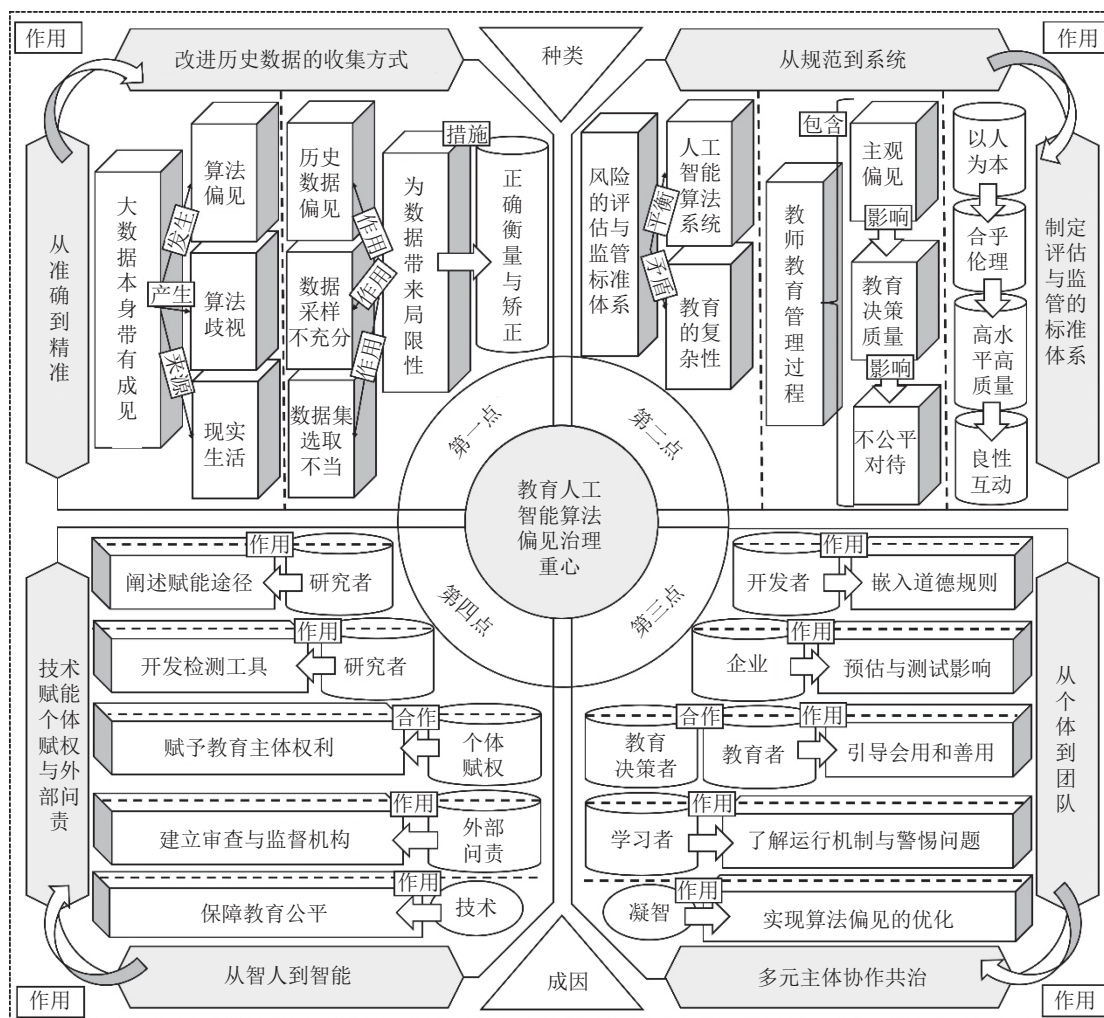 作用
改进历史数据的收集方式
种类
从规范到系统
作用
从
准
确
到
精
准
大
数
据
本
身
带
有
成
见
发生
产生
来源
算法
偏见
算法
歧视
现实
生活
历史
数据
偏见
数据
采样
不充分
数据集
选取
不当
作用
作用
作用
为
数
据
带
来
局
限
性
措施
正
确
衡
量
与
矫
正
风险
的评
估与
监管
标准
体系
平衡
矛盾
人工
智能
算法
系统
教育
的复
杂性
教
师
教
育
管
理
过
程
包含
主观
偏见
影响
教育
决策
质量
影响
不公平
对待
以人
为本
合乎
伦理
高水
平高
质量
良性
互动
制定
评估
与监
管的
标准
体系
第一点
第二点
第三点
第四点
教育人工
智能算法
偏见治理
重心
技术
赋能
个体
赋权
与外
部问
责
作用
阐述赋能途径
研究者
作用
开发检测工具
研究者
合作
赋予教育主体权利
个体
赋权
作用
建立审查与监督机构
外部
问责
作用
保障教育公平
技术
作用
开发者
嵌入道德规则
作用
企业
预估与测试影响
合作
作用
教育
决策者
教育者
引导会用和善用
作用
学习者
了解运行机制与警惕问题
作用
凝智
实现算法偏见的优化
从
个
体
到
团
队
作用
从智人到智能
成因
多元主体协作共治
作用